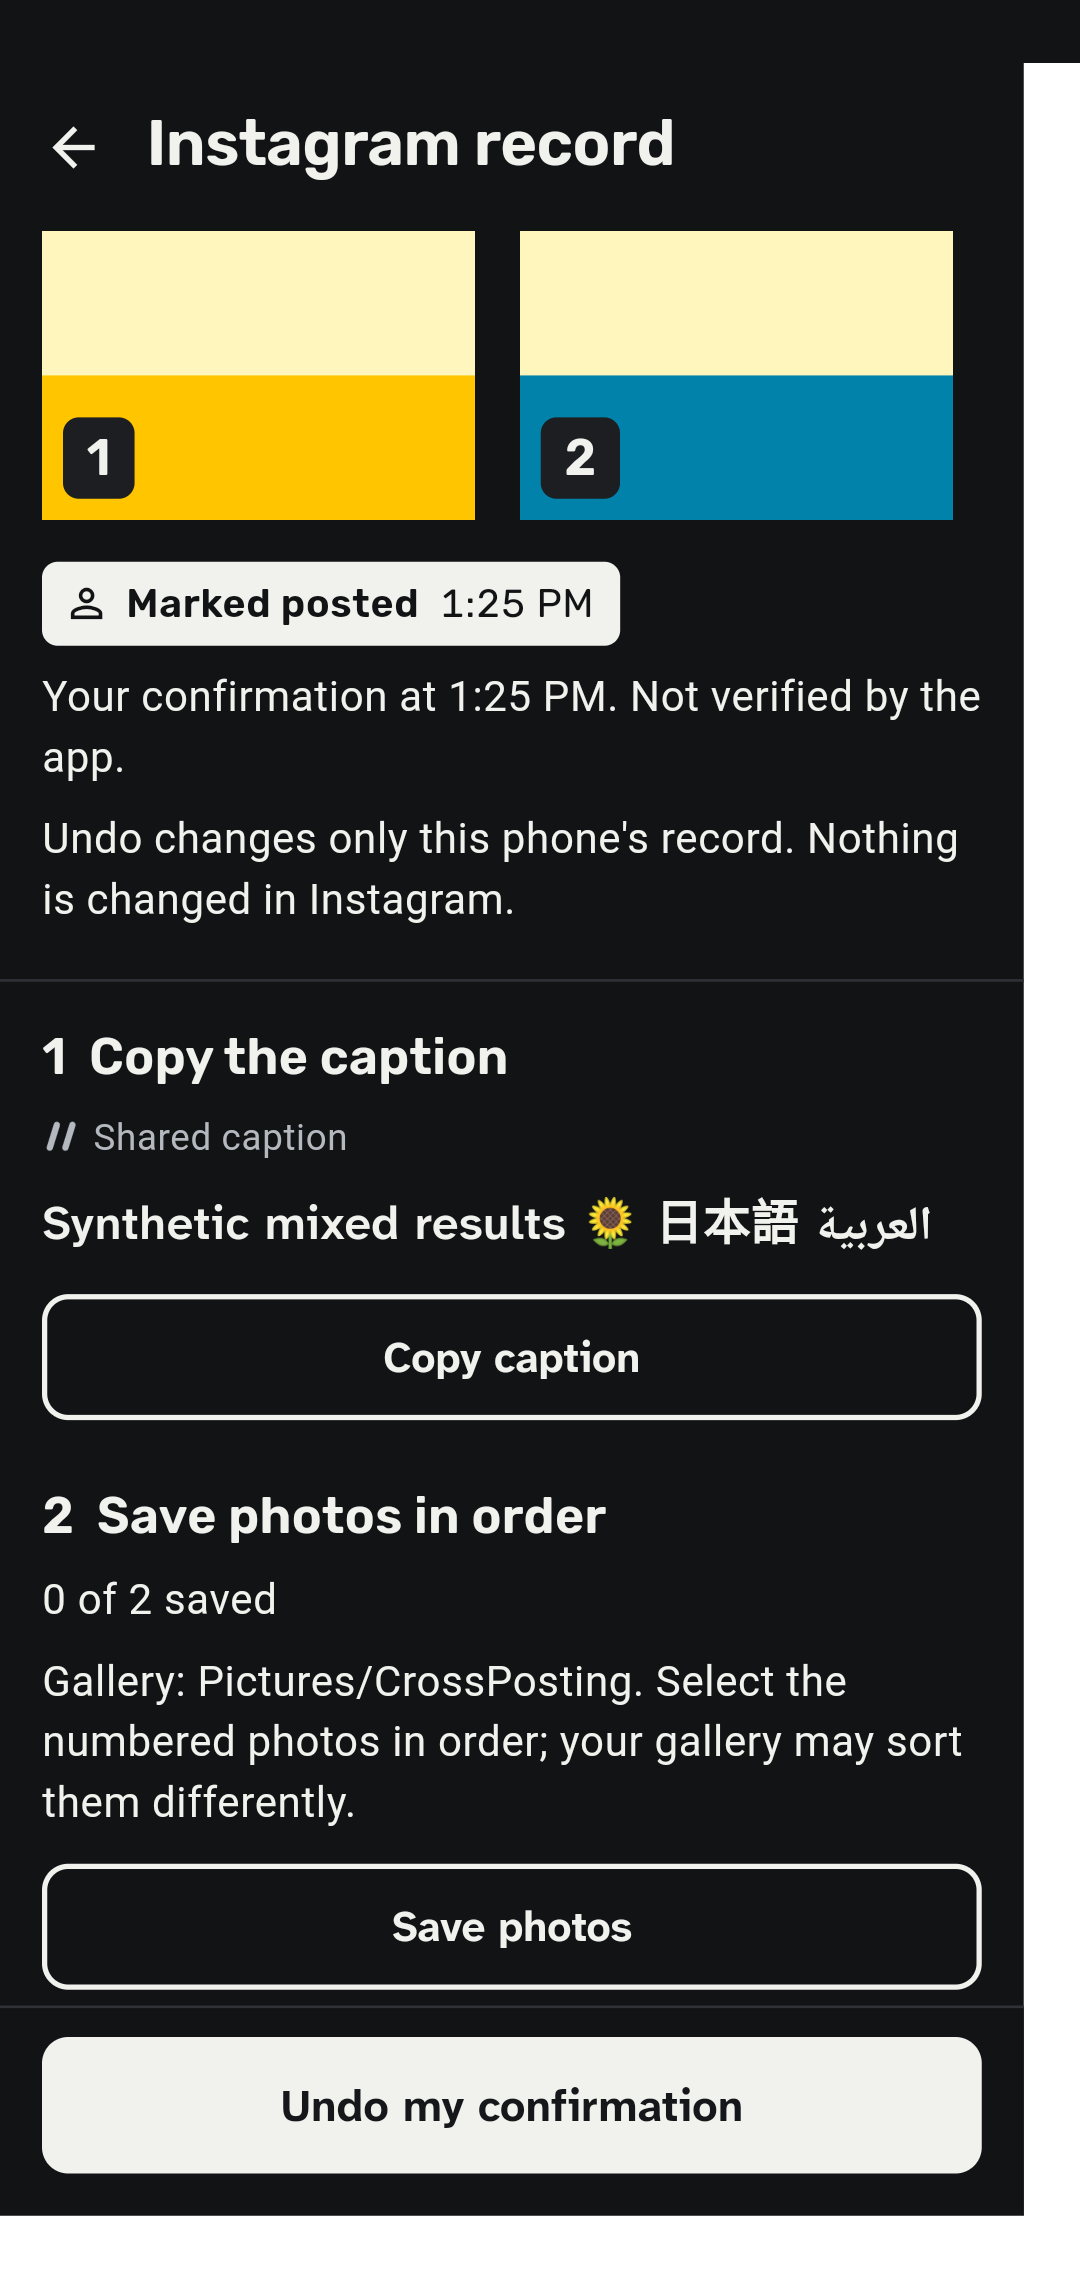 Instagram record
1
2
Marked posted 1:25 PM
Your confirmation at 1:25 PM. Not verified by the
app.
Undo changes only this phone's record. Nothing
is changed in Instagram.
1 Copy the caption
// Shared caption
Synthetic mixed results 🌻 日本語 العربية
Copy caption
2 Save photos in order
0 of 2 saved
Gallery: Pictures/CrossPosting. Select the
numbered photos in order; your gallery may sort
them differently.
Save photos
Undo my confirmation